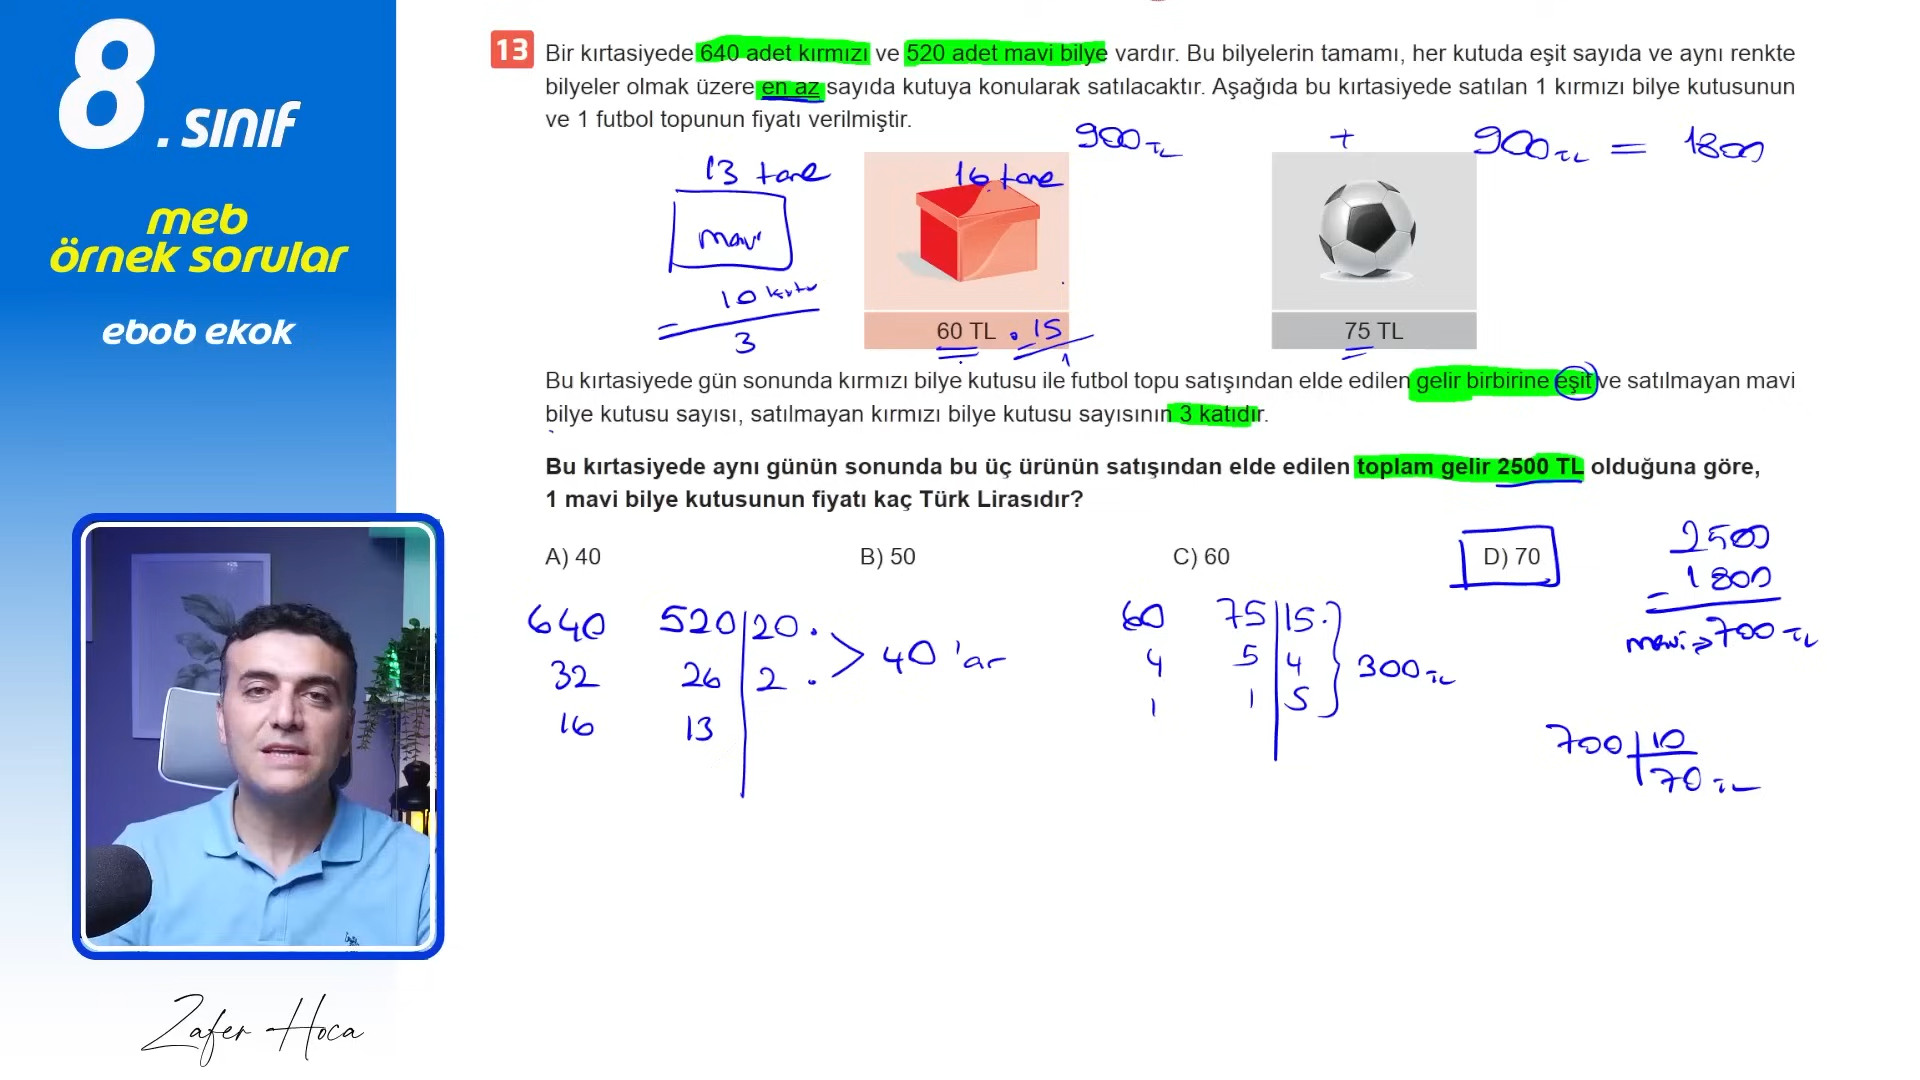 8. SINIF
meb
örnek sorular
ebob ekok
Zafer Hoca
13 Bir kırtasiyede 640 adet kırmızı ve 520 adet mavi bilye vardır. Bu bilyelerin tamamı, her kutuda eşit sayıda ve aynı renkte
bilyeler olmak üzere en az sayıda kutuya konularak satılacaktır. Aşağıda bu kırtasiyede satılan 1 kırmızı bilye kutusunun
ve 1 futbol topunun fiyatı verilmiştir.
900 TL + 900 TL = 1800
13 tane 16 tane
mavi
10 kutu
= 3
60 TL . 15
1
75 TL
Bu kırtasiyede gün sonunda kırmızı bilye kutusu ile futbol topu satışından elde edilen gelir birbirine eşit ve satılmayan mavi
bilye kutusu sayısı, satılmayan kırmızı bilye kutusu sayısının 3 katıdır.
Bu kırtasiyede aynı günün sonunda bu üç ürünün satışından elde edilen toplam gelir 2500 TL olduğuna göre,
1 mavi bilye kutusunun fiyatı kaç Türk Lirasıdır?
A) 40 B) 50 C) 60 D) 70
640 520 20
32 26 2
16 13
40 'ar
60 75 15
4 5 4
1 1 5
300 TL
2500
- 1800
mavi → 700 TL
700 10
70 TL